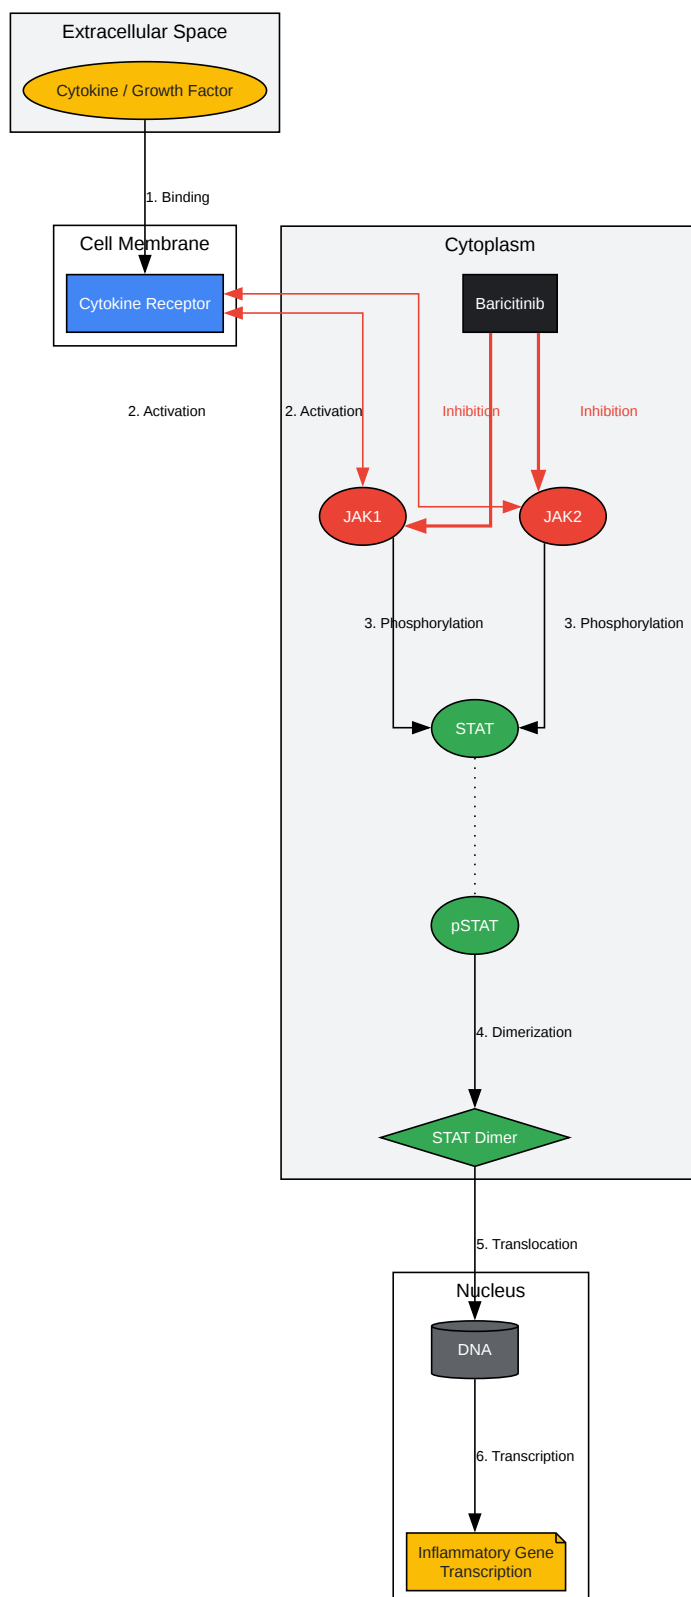 Extracellular Space
Cytokine / Growth Factor
1. Binding
Cell Membrane
Cytoplasm
Cytokine Receptor
Baricitinib
2. Activation
2. Activation
Inhibition
Inhibition
JAK1
JAK2
3. Phosphorylation
3. Phosphorylation
STAT
pSTAT
4. Dimerization
STAT Dimer
5. Translocation
Nucleus
DNA
6. Transcription
Inflammatory Gene
Transcription